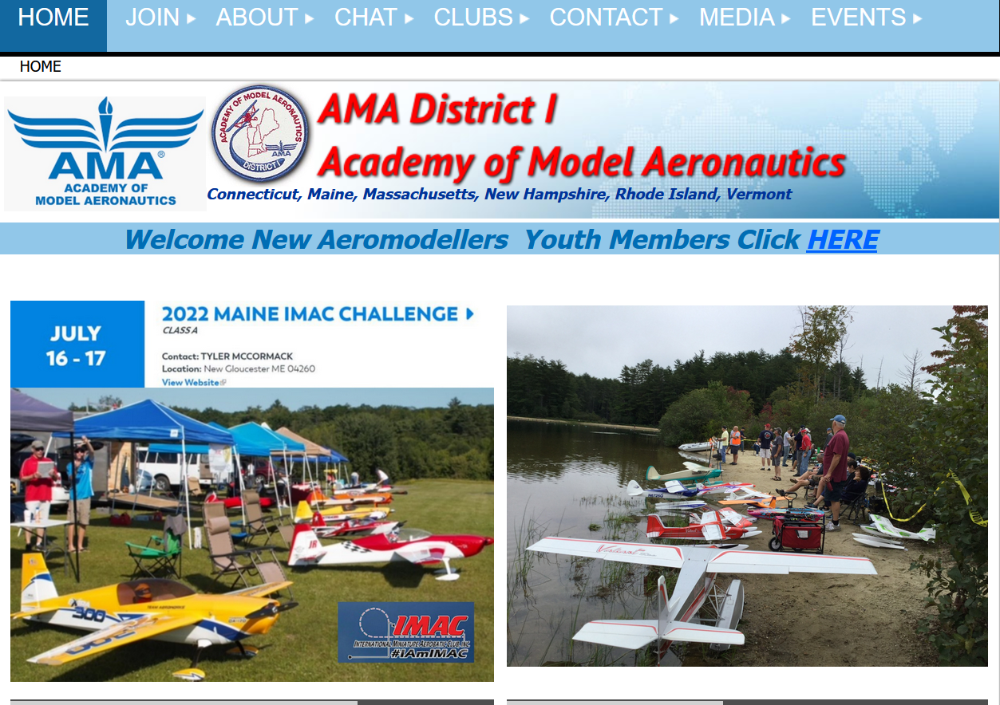 HOME JOIN ABOUT CHAT CLUBS CONTACT MEDIA EVENTS
HOME
AMA®
ACADEMY OF
MODEL AERONAUTICS
ACADEMY OF MODEL AERONAUTICS
AMA
DISTRICT I
AMA District I
Academy of Model Aeronautics
Connecticut, Maine, Massachusetts, New Hampshire, Rhode Island, Vermont
Welcome New Aeromodellers Youth Members Click HERE
JULY
16 - 17
2022 MAINE IMAC CHALLENGE
CLASS A
Contact: TYLER MCCORMACK
Location: New Gloucester ME 04260
View Website
JR
300
IMAC
INTERNATIONAL MINIATURE AEROBATIC CLUB INC
#IAmIMAC